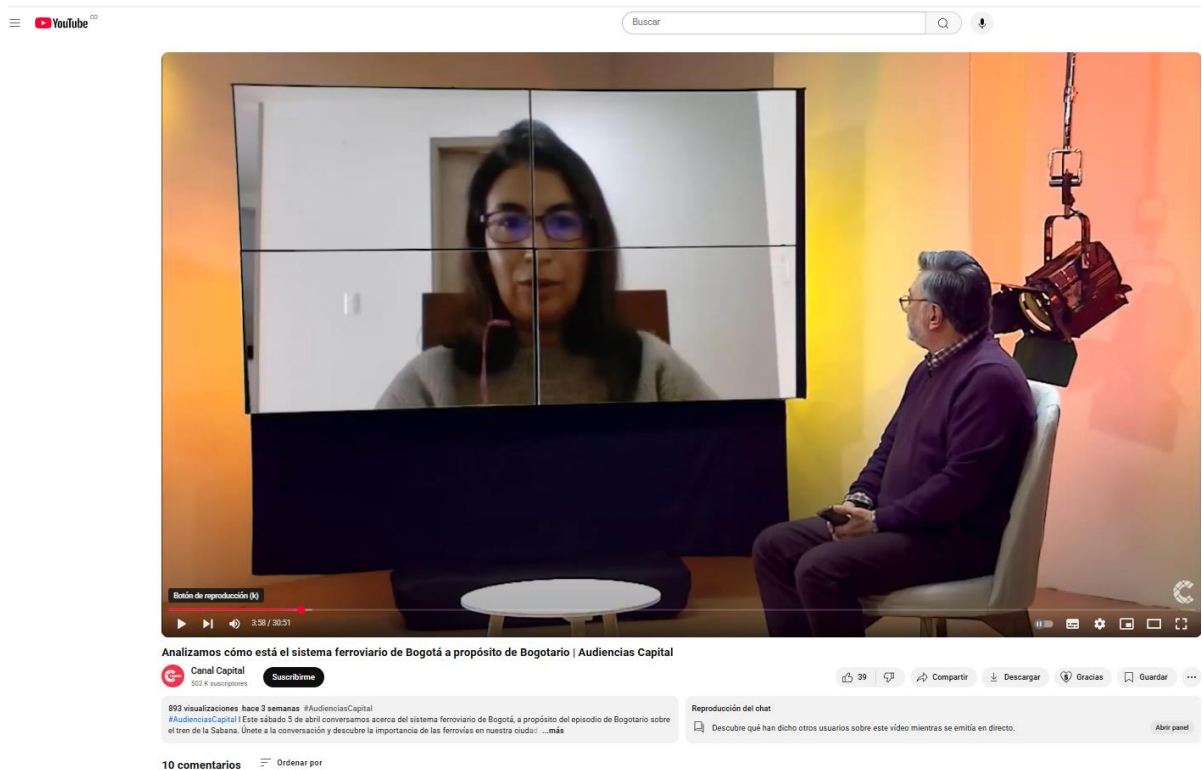 YouTube CO
Buscar
Botón de reproducción (k)
3:58 / 30:51
Analizamos cómo está el sistema ferroviario de Bogotá a propósito de Bogotario | Audiencias Capital
Canal Capital
502 K suscriptores
Suscribirme
39
Compartir
Descargar
Gracias
Guardar
893 visualizaciones hace 3 semanas #AudienciasCapital
#AudienciasCapital I Este sábado 5 de abril conversamos acerca del sistema ferroviario de Bogotá, a propósito del episodio de Bogotario sobre
el tren de la Sabana. Únete a la conversación y descubre la importancia de las ferrovías en nuestra ciudad ...más
Reproducción del chat
Descubre qué han dicho otros usuarios sobre este vídeo mientras se emitía en directo.
Abrir panel
10 comentarios
Ordenar por